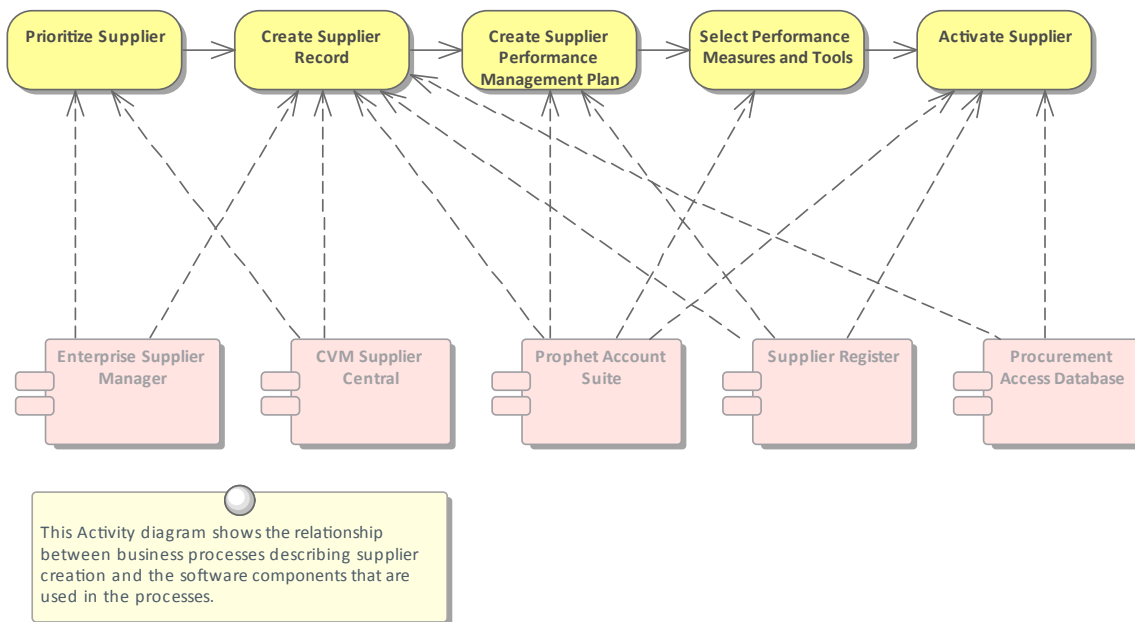 Prioritize Supplier
Create Supplier
Record
Create Supplier
Performance
Management Plan
Select Performance
Measures and Tools
Activate Supplier
Enterprise Supplier
Manager
CVM Supplier
Central
Prophet Account
Suite
Supplier Register
Procurement
Access Database
This Activity diagram shows the relationship
between business processes describing supplier
creation and the software components that are
used in the processes.